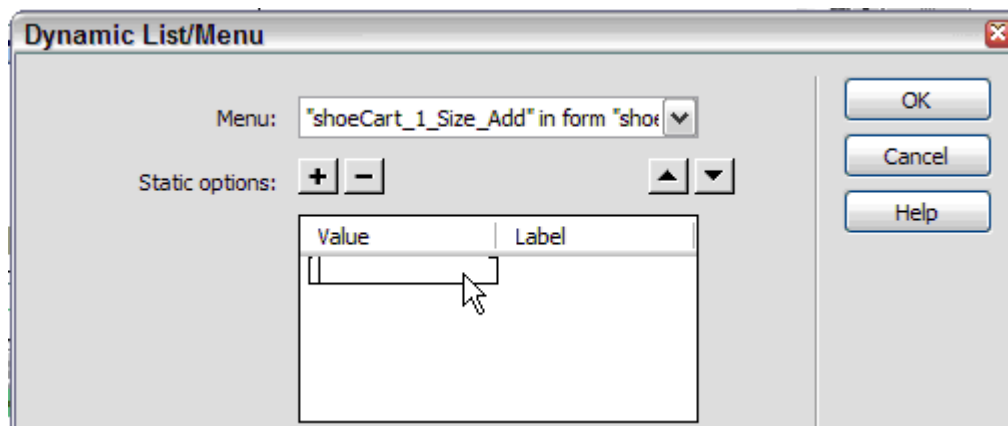 Dynamic List/Menu
Menu: "shoeCart_1_Size_Add" in form "shoe
OK
Static options: + −
Cancel
Value Label
Help